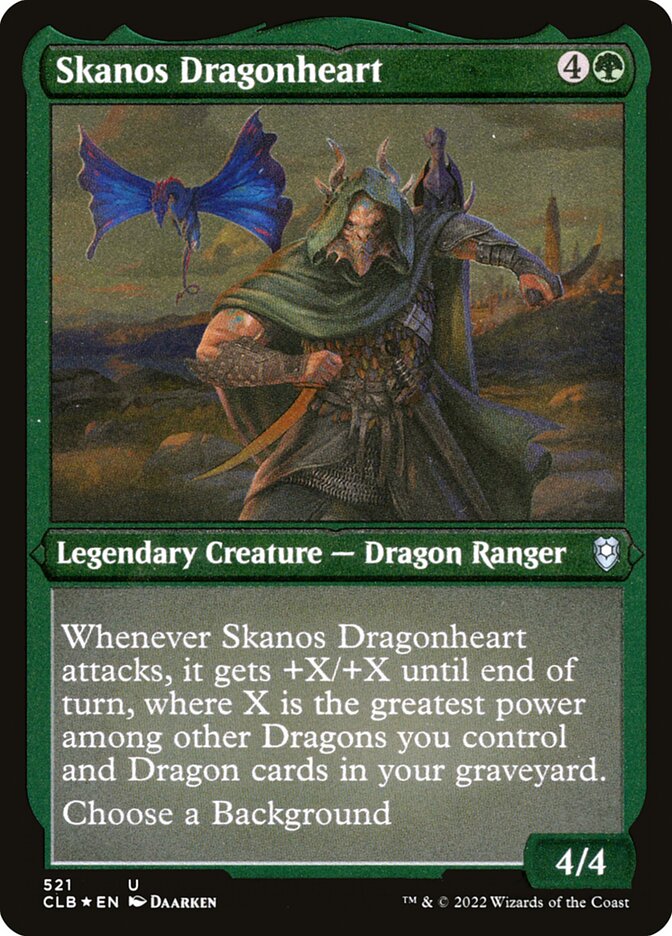 Skanos Dragonheart 4
Legendary Creature — Dragon Ranger
Whenever Skanos Dragonheart
attacks, it gets +X/+X until end of
turn, where X is the greatest power
among other Dragons you control
and Dragon cards in your graveyard.
Choose a Background
4/4
521 U
CLB★EN DAARKEN ™ & © 2022 Wizards of the Coast